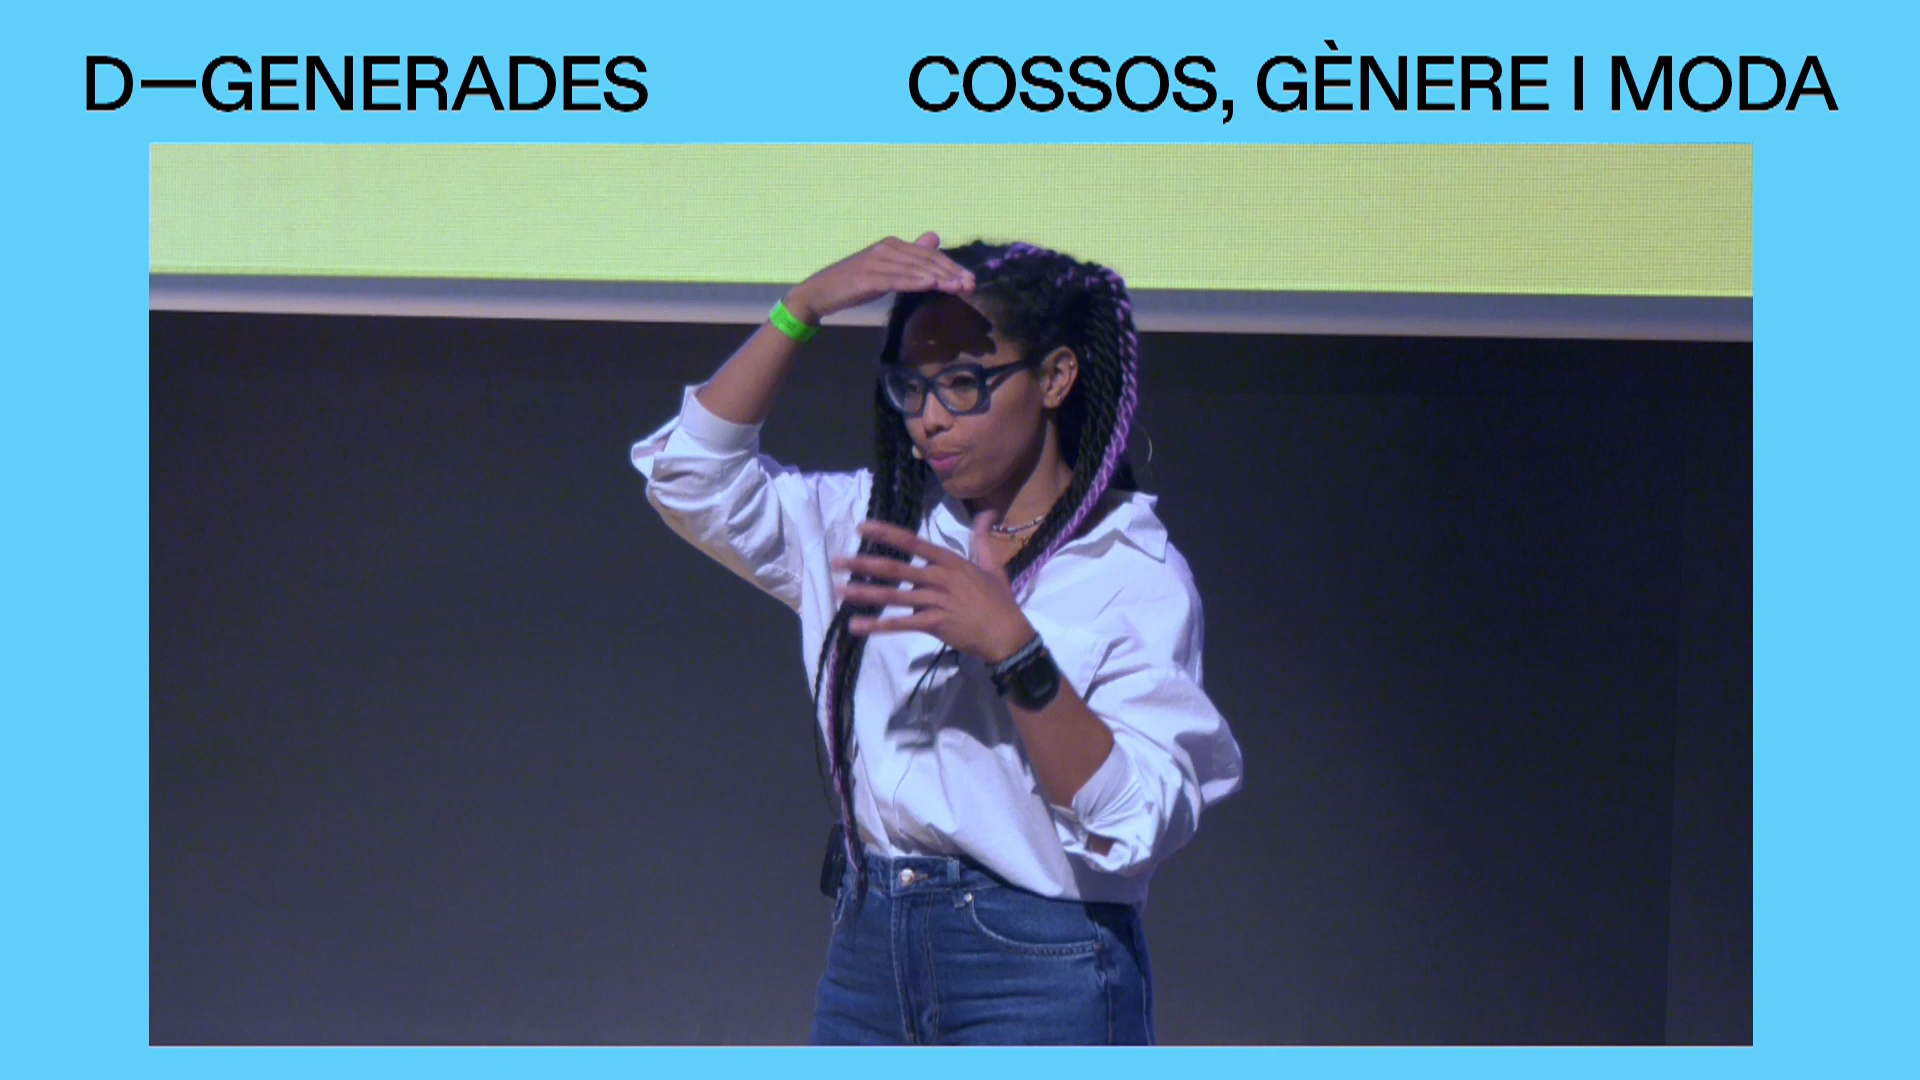 D—GENERADES
COSSOS, GÈNERE I MODA